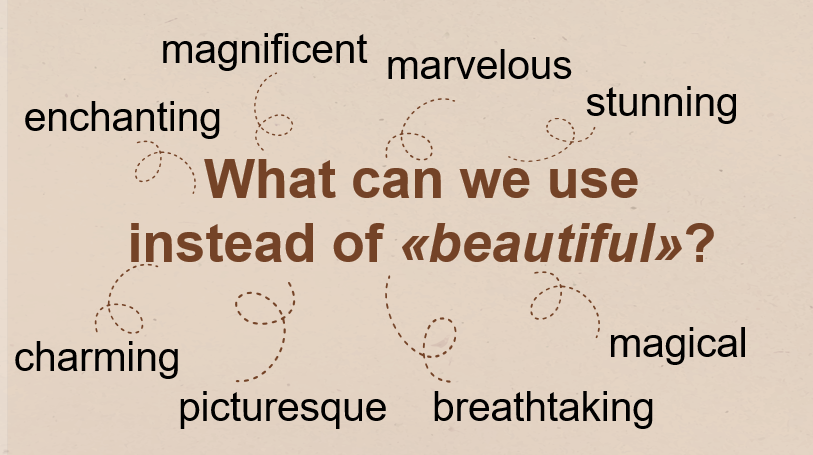 magnificent
marvelous
stunning
enchanting
What can we use
instead of «beautiful»?
charming
magical
picturesque
breathtaking